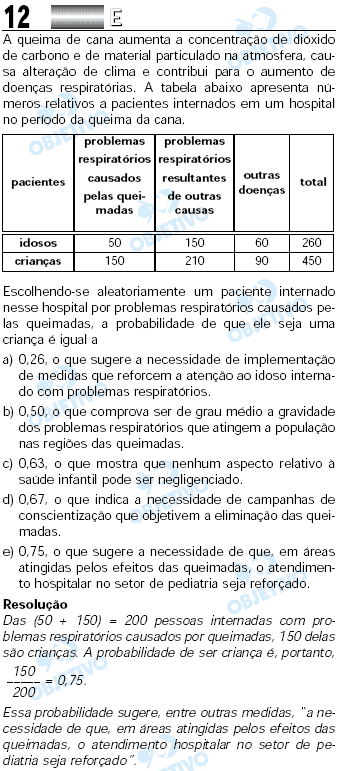 12 E
A queima de cana aumenta a concentração de dióxido
de carbono e de material particulado na atmosfera, cau-
sa alteração de clima e contribui para o aumento de
doenças respiratórias. A tabela abaixo apresenta nú-
meros relativos a pacientes internados em um hospital
no período da queima da cana.
pacientes
problemas
respiratórios
causados
pelas quei-
madas
problemas
respiratórios
resultantes
de outras
causas
outras
doenças
total
idosos 50 150 60 260
crianças 150 210 90 450
Escolhendo-se aleatoriamente um paciente internado
nesse hospital por problemas respiratórios causados pe-
las queimadas, a probabilidade de que ele seja uma
criança é igual a
a) 0,26, o que sugere a necessidade de implementação
de medidas que reforcem a atenção ao idoso interna-
do com problemas respiratórios.
b) 0,50, o que comprova ser de grau médio a gravidade
dos problemas respiratórios que atingem a população
nas regiões das queimadas.
c) 0,63, o que mostra que nenhum aspecto relativo à
saúde infantil pode ser negligenciado.
d) 0,67, o que indica a necessidade de campanhas de
conscientização que objetivem a eliminação das quei-
madas.
e) 0,75, o que sugere a necessidade de que, em áreas
atingidas pelos efeitos das queimadas, o atendimen-
to hospitalar no setor de pediatria seja reforçado.
Resolução
Das (50 + 150) = 200 pessoas internadas com pro-
blemas respiratórios causados por queimadas, 150 delas
são crianças. A probabilidade de ser criança é, portanto,
150
–––– = 0,75.
200
Essa probabilidade sugere, entre outras medidas, "a ne-
cessidade de que, em áreas atingidas pelos efeitos das
queimadas, o atendimento hospitalar no setor de pe-
diatria seja reforçado".
OBJETIVO